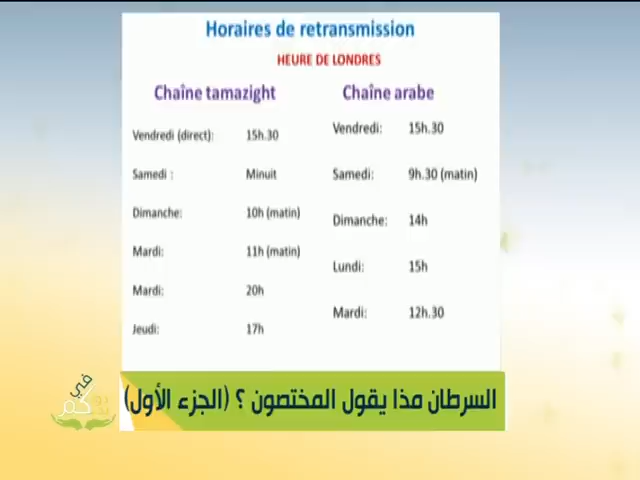 Horaires de retransmission
HEURE DE LONDRES
Chaîne tamazight
Vendredi (direct): 15h.30
Samedi : Minuit
Dimanche: 10h (matin)
Mardi: 11h (matin)
Mardi: 20h
Jeudi: 17h
Chaîne arabe
Vendredi: 15h.30
Samedi: 9h.30 (matin)
Dimanche: 14h
Lundi: 15h
Mardi: 12h.30
السرطان مذا يقول المختصون ؟ (الجزء الأول)
في